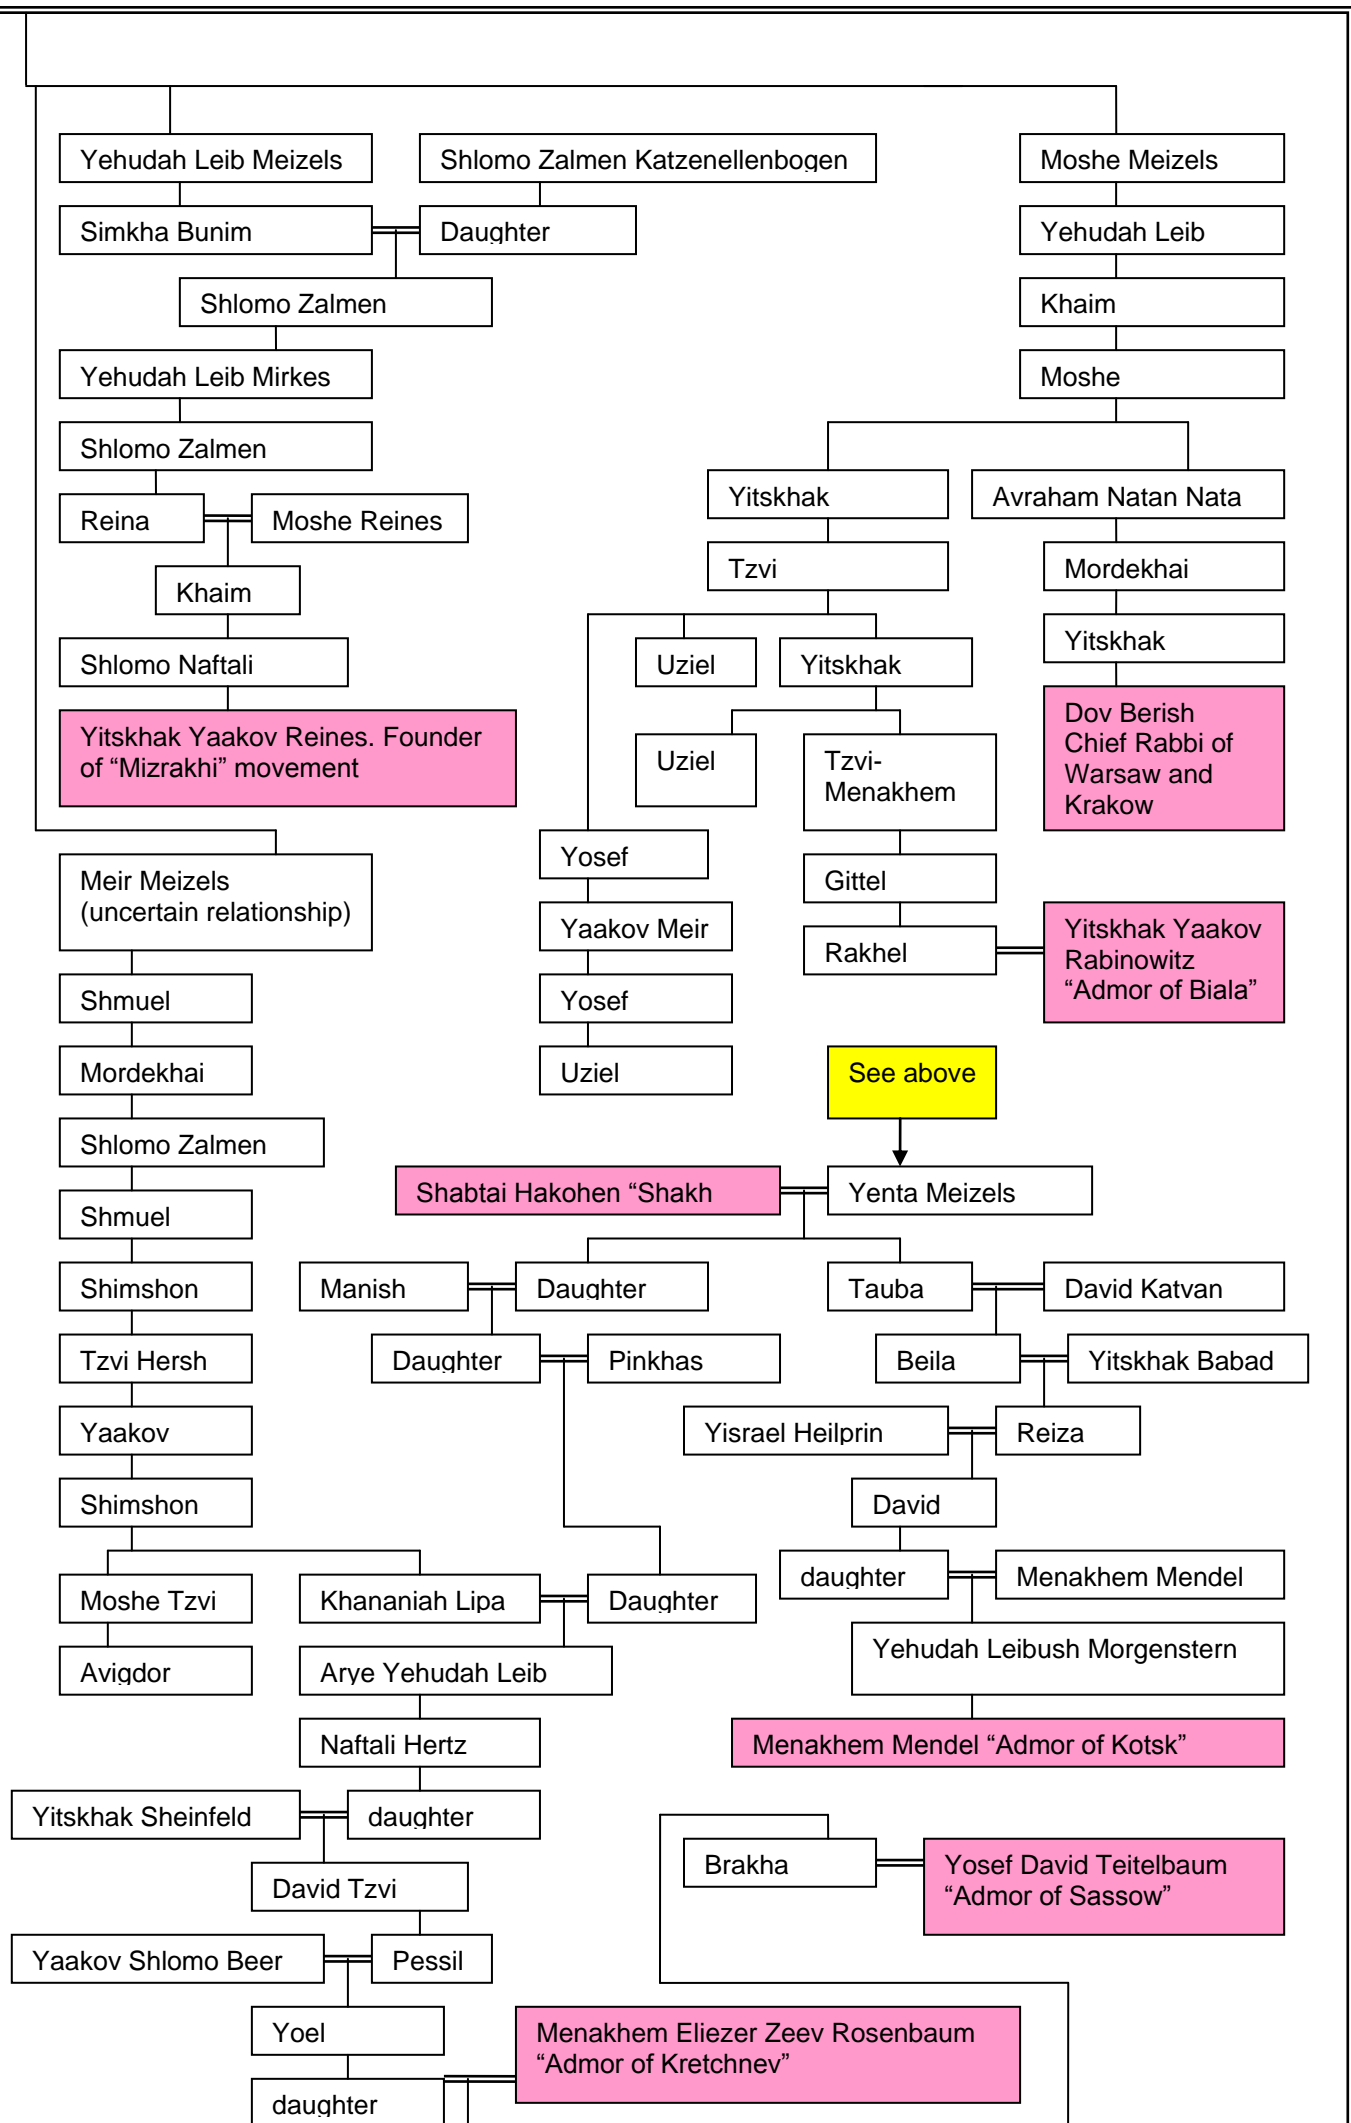 Yehudah Leib Meizels
Shlomo Zalmen Katzenellenbogen
Moshe Meizels
Simkha Bunim
Daughter
Yehudah Leib
Shlomo Zalmen
Khaim
Yehudah Leib Mirkes
Moshe
Shlomo Zalmen
Yitskhak
Avraham Natan Nata
Reina
Moshe Reines
Tzvi
Mordekhai
Khaim
Yitskhak
Shlomo Naftali
Uziel
Yitskhak
Yitskhak Yaakov Reines. Founder
of “Mizrakhi” movement
Uziel
Tzvi-
Menakhem
Dov Berish
Chief Rabbi of
Warsaw and
Krakow
Yosef
Gittel
Meir Meizels
(uncertain relationship)
Yaakov Meir
Rakhel
Yitskhak Yaakov
Rabinowitz
“Admor of Biala”
Shmuel
Yosef
Mordekhai
Uziel
See above
Shlomo Zalmen
Shabtai Hakohen “Shakh
Yenta Meizels
Shmuel
Shimshon
Manish
Daughter
Tauba
David Katvan
Tzvi Hersh
Daughter
Pinkhas
Beila
Yitskhak Babad
Yaakov
Yisrael Heilprin
Reiza
Shimshon
David
Moshe Tzvi
Khananiah Lipa
Daughter
daughter
Menakhem Mendel
Avigdor
Arye Yehudah Leib
Yehudah Leibush Morgenstern
Naftali Hertz
Menakhem Mendel “Admor of Kotsk”
Yitskhak Sheinfeld
daughter
Brakha
Yosef David Teitelbaum
“Admor of Sassow”
David Tzvi
Yaakov Shlomo Beer
Pessil
Yoel
Menakhem Eliezer Zeev Rosenbaum
“Admor of Kretchnev”
daughter